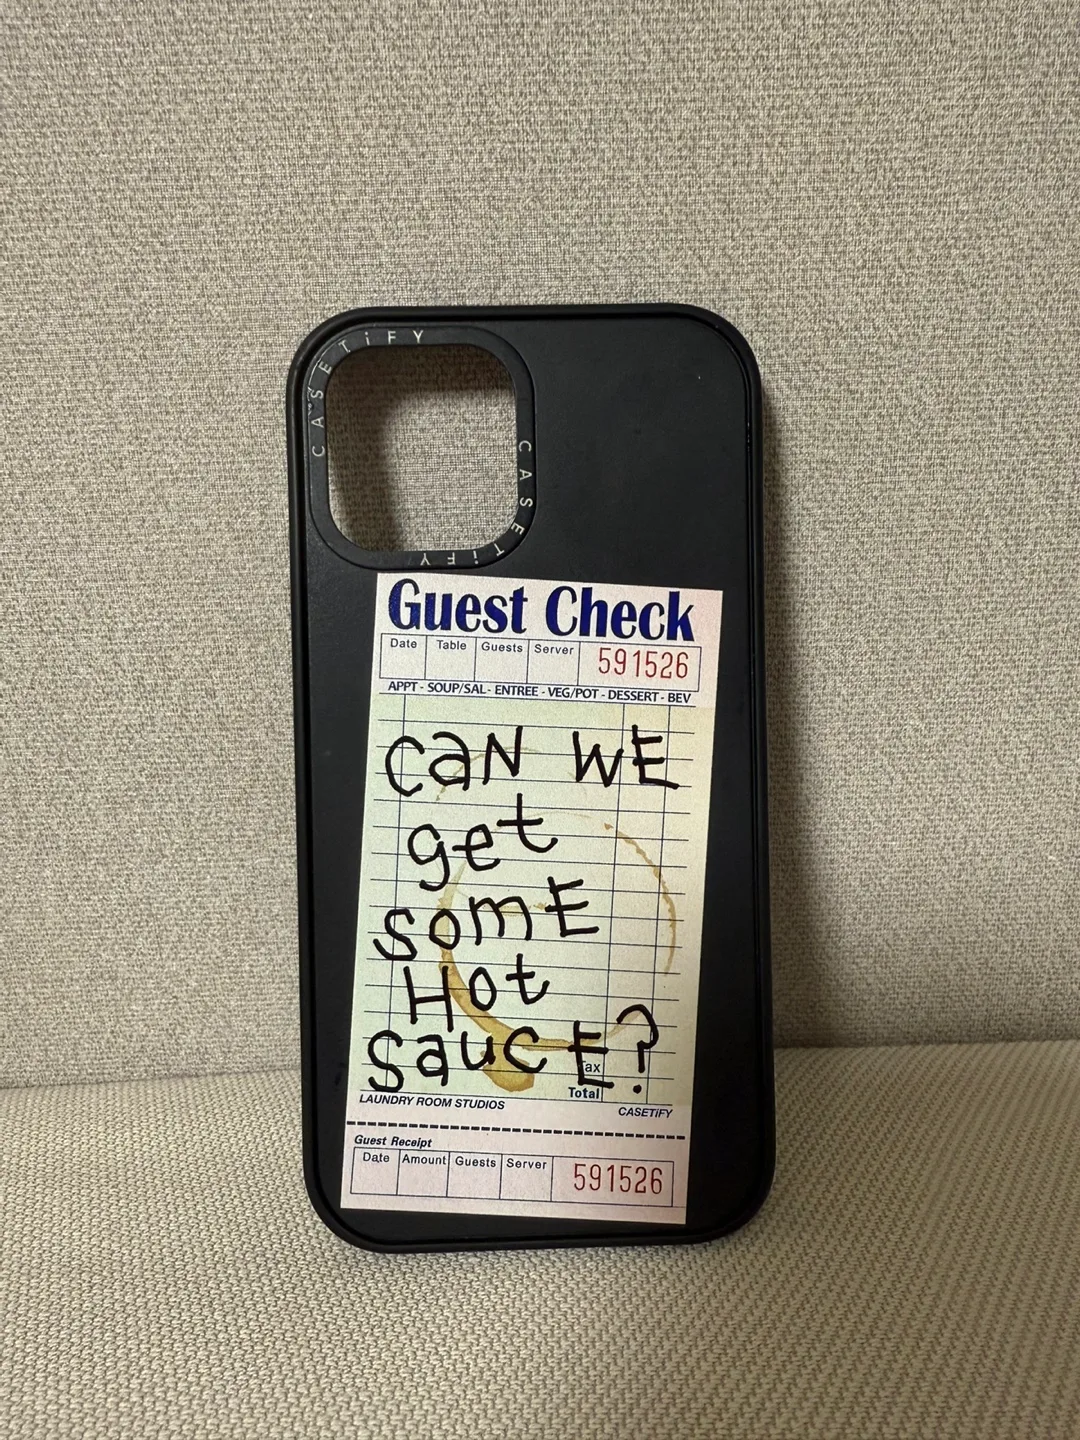 CASETiFY
CASETiFY
Guest Check
Date Table Guests Server 591526
APPT - SOUP/SAL - ENTREE - VEG/POT - DESSERT - BEV
CaN WE
get
somE
Hot
SaucE?
Tax
Total
LAUNDRY ROOM STUDIOS CASETiFY
Guest Receipt
Date Amount Guests Server 591526